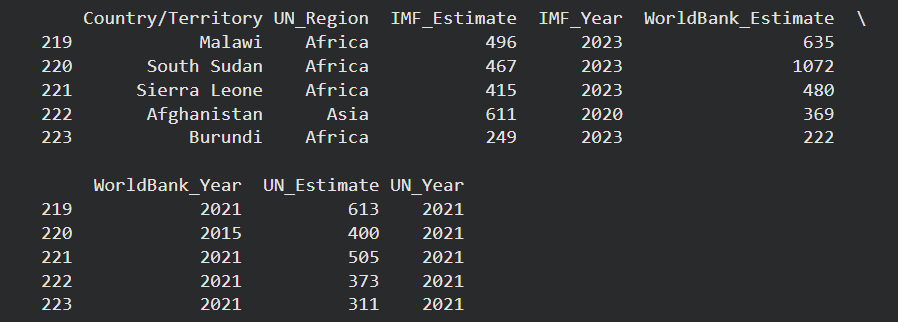 Country/Territory UN_Region IMF_Estimate IMF_Year WorldBank_Estimate \
219 Malawi Africa 496 2023 635
220 South Sudan Africa 467 2023 1072
221 Sierra Leone Africa 415 2023 480
222 Afghanistan Asia 611 2020 369
223 Burundi Africa 249 2023 222
WorldBank_Year UN_Estimate UN_Year
219 2021 613 2021
220 2015 400 2021
221 2021 505 2021
222 2021 373 2021
223 2021 311 2021